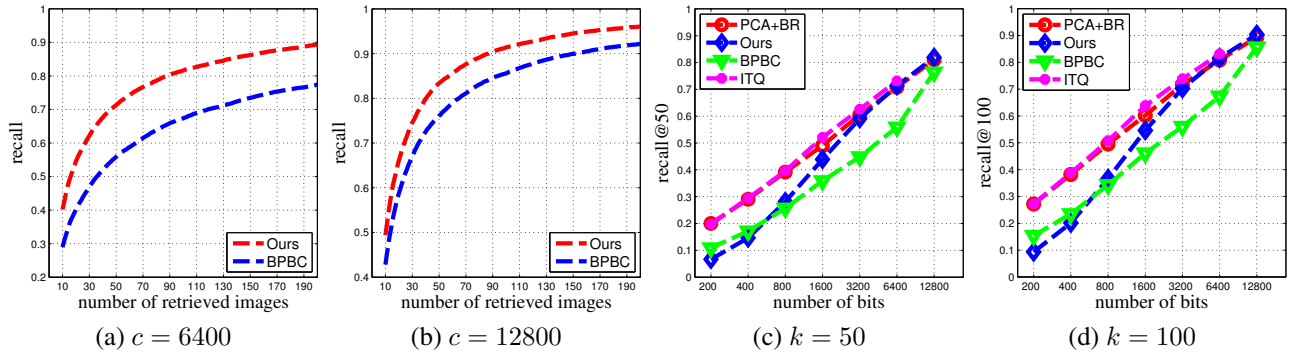 1
0.9
0.8
0.7
0.6
0.5
0.4
0.3
0.2
recall
10 30 50 70 90 110 130 150 170 190
number of retrieved images
Ours
BPBC
(a) c = 6400
1
0.9
0.8
0.7
0.6
0.5
0.4
recall
10 30 50 70 90 110 130 150 170 190
number of retrieved images
Ours
BPBC
(b) c = 12800
1
0.9
0.8
0.7
0.6
0.5
0.4
0.3
0.2
0.1
0
recall@50
200 400 800 1600 3200 6400 12800
number of bits
PCA+BR
Ours
BPBC
ITQ
(c) k = 50
1
0.9
0.8
0.7
0.6
0.5
0.4
0.3
0.2
0.1
0
recall@100
200 400 800 1600 3200 6400 12800
number of bits
PCA+BR
Ours
BPBC
ITQ
(d) k = 100